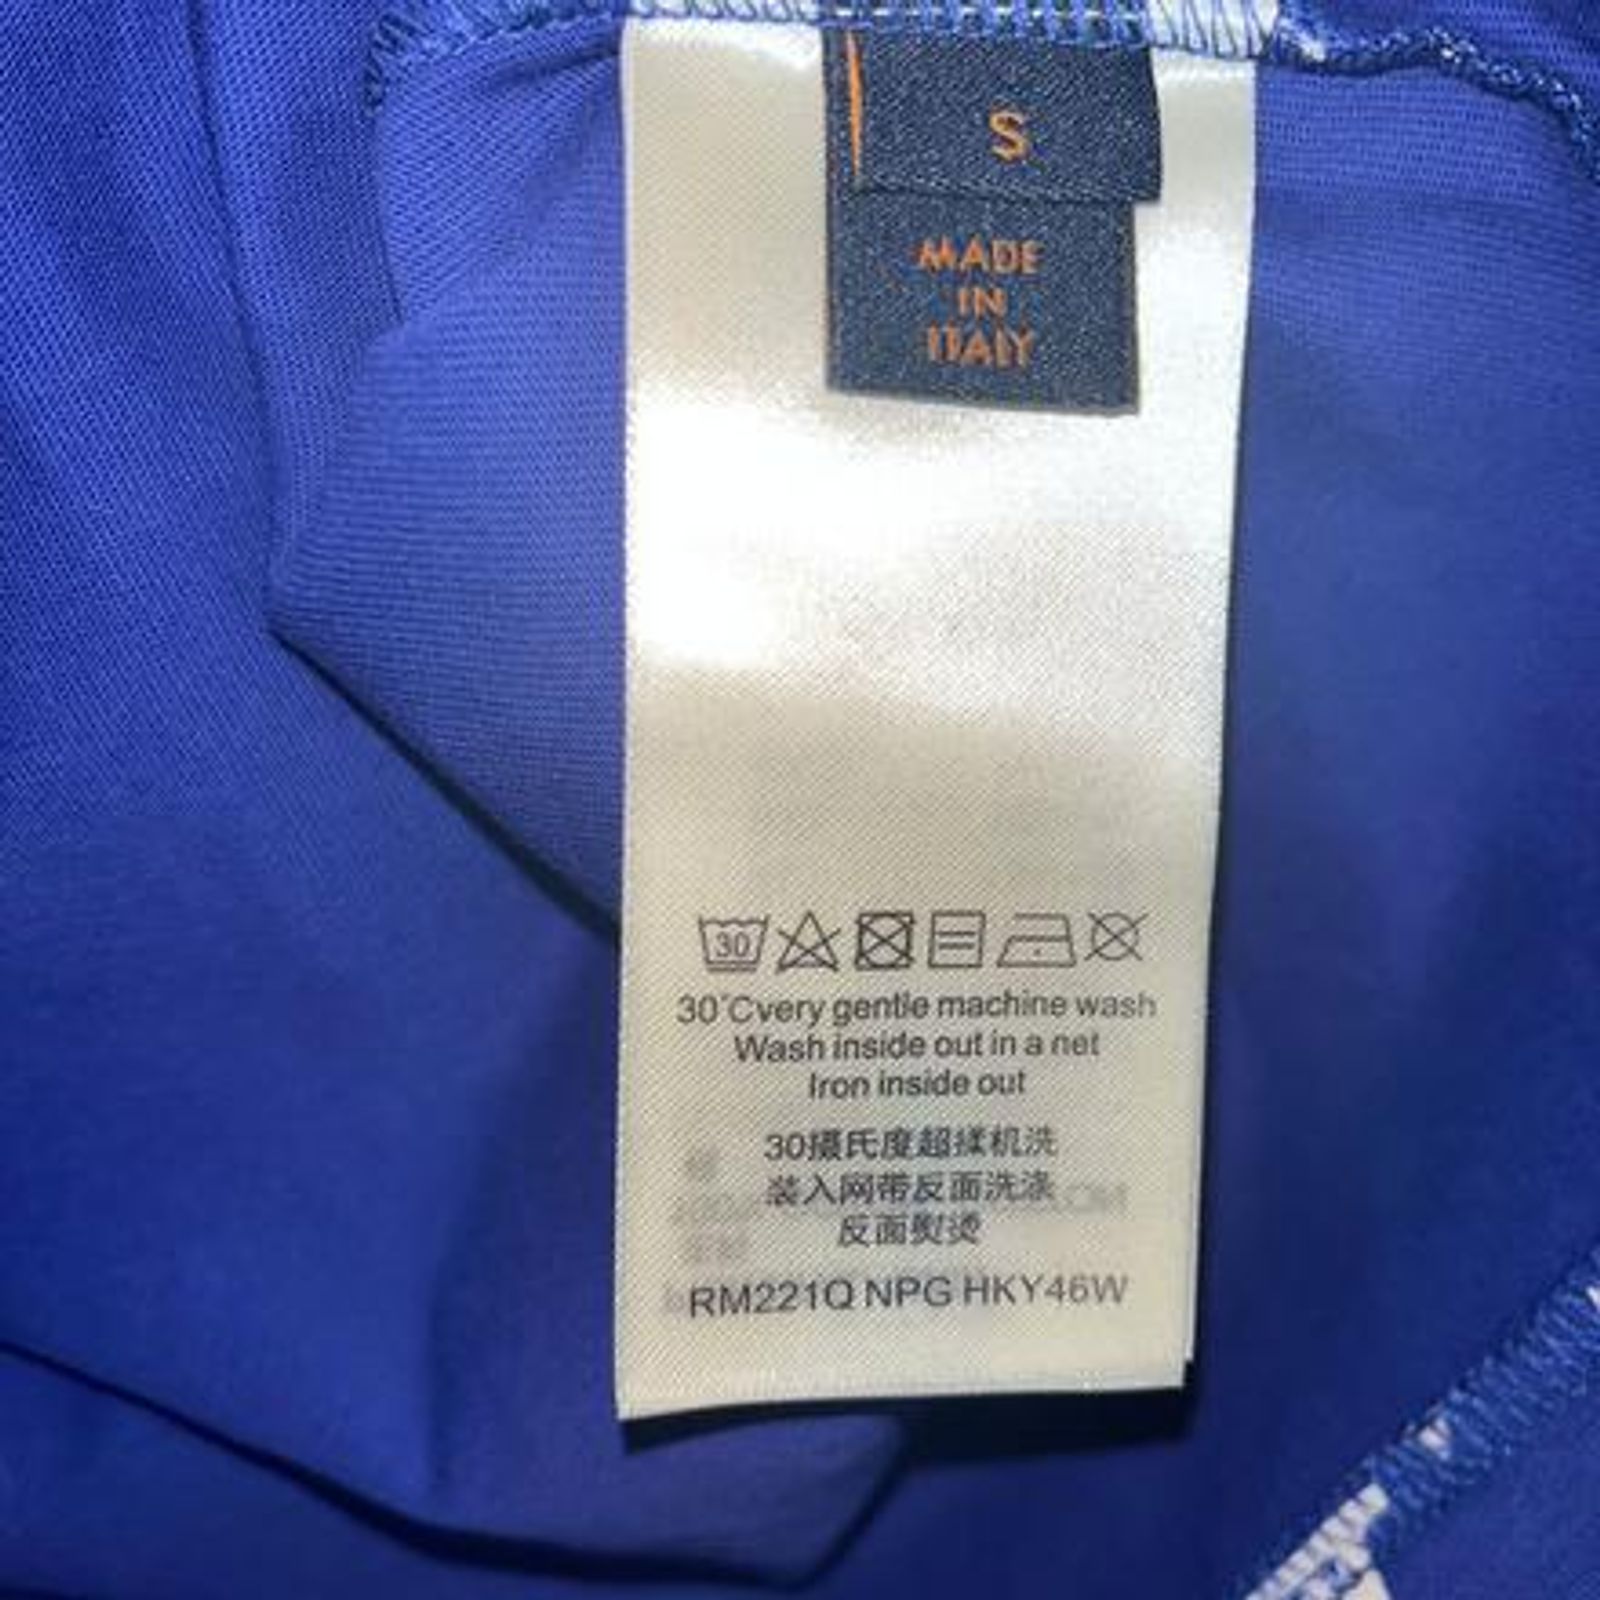 S
MADE
IN
ITALY
30
30°Cvery gentle machine wash
Wash inside out in a net
Iron inside out
30摄氏度超揉机洗
装入网带反面洗涤
反面熨烫
RM221Q NPG HKY46W